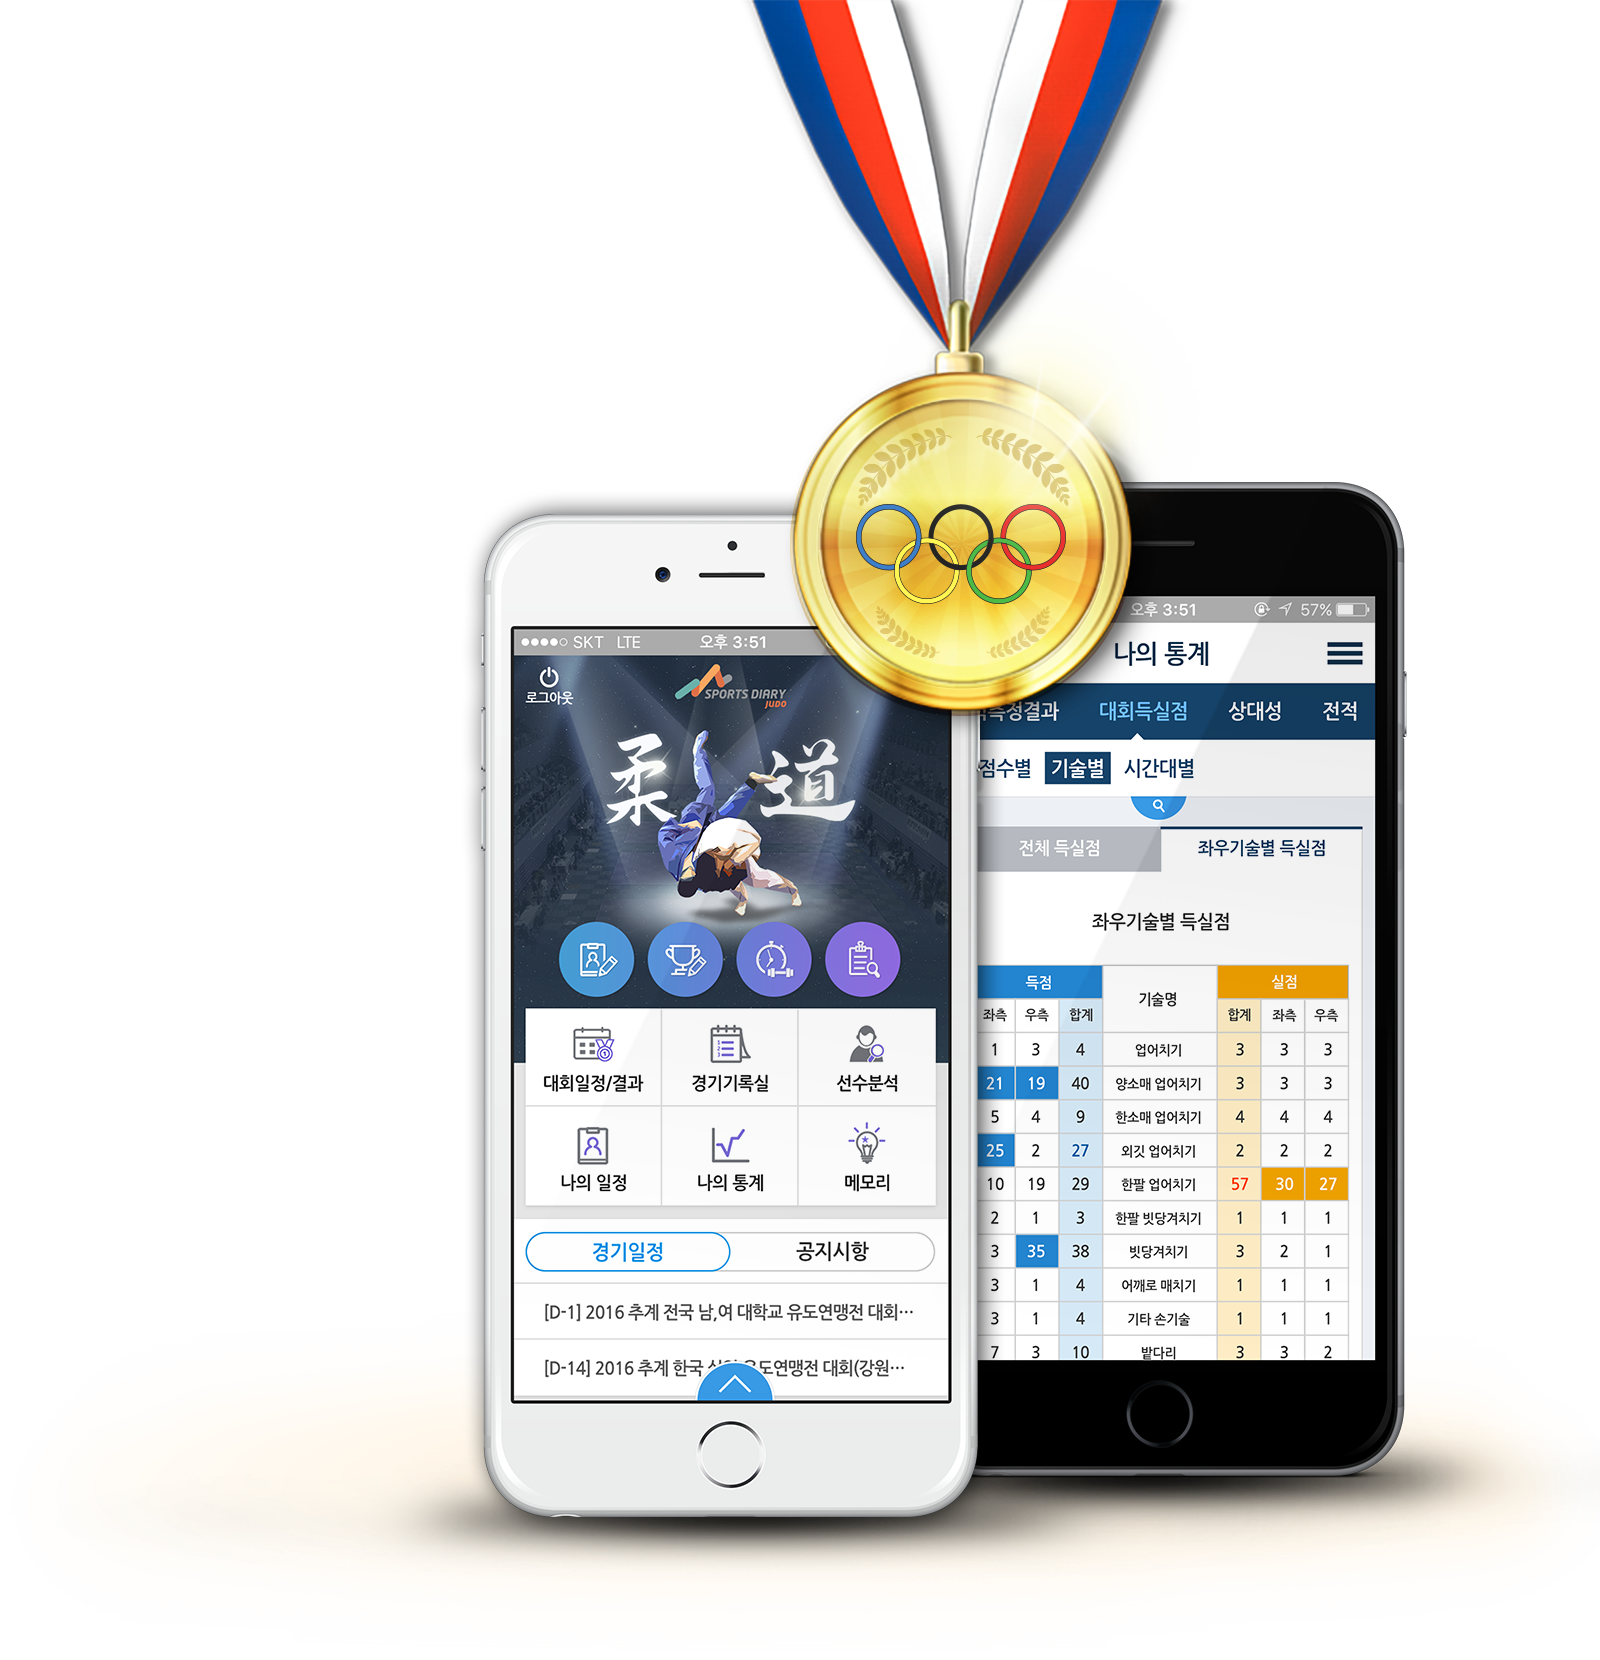 ●●●●○ SKT LTE 오후 3:51
로그아웃
SPORTS DIARY
JUDO
柔 道
대회일정/결과 경기기록실 선수분석
나의 일정 나의 통계 메모리
경기일정 공지시항
[D-1] 2016 추계 전국 남,여 대학교 유도연맹전 대회···
[D-14] 2016 추계 한국 유도연맹전 대회(강원···
오후 3:51 57%
나의 통계
대회득실점 상대성 전적
점수별 기술별 시간대별
전체 득실점 좌우기술별 득실점
좌우기술별 득실점
득점 기술명 실점
좌측 우측 합계 합계 좌측 우측
1 3 4 업어치기 3 3 3
21 19 40 양소매 업어치기 3 3 3
5 4 9 한소매 업어치기 4 4 4
25 2 27 외깃 업어치기 2 2 2
10 19 29 한팔 업어치기 57 30 27
2 1 3 한팔 빗당겨치기 1 1 1
3 35 38 빗당겨치기 3 2 1
3 1 4 어깨로 매치기 1 1 1
3 1 4 기타 손기술 1 1 1
7 3 10 발다리 3 3 2